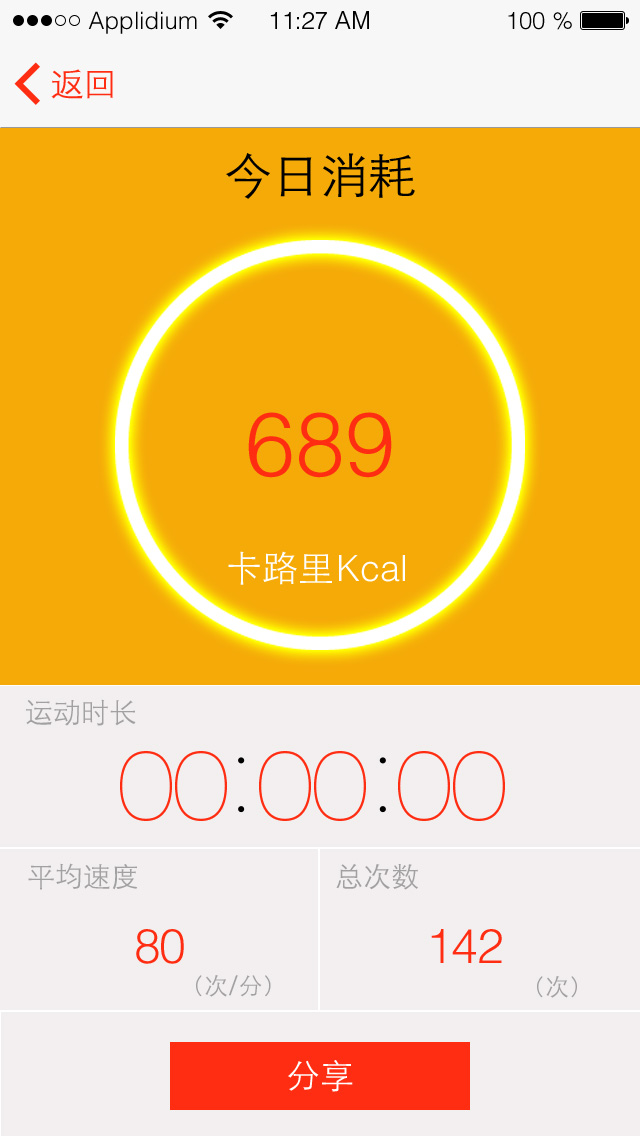 Applidium 11:27 AM 100 %
返回
今日消耗
689
卡路里Kcal
运动时长
00:00:00
平均速度 总次数
80 142
(次/分) (次)
分享